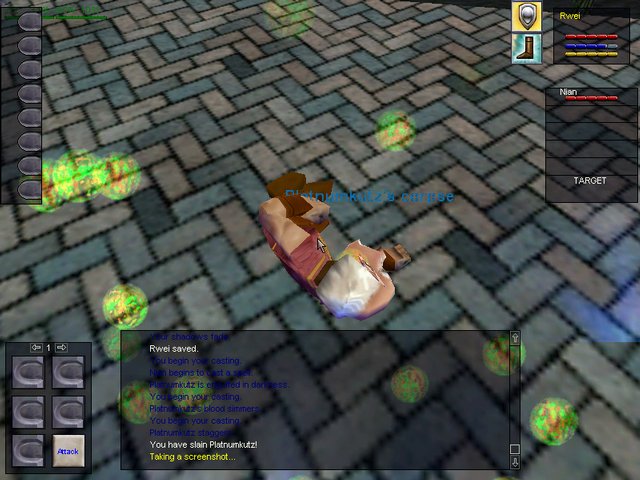 Rwei
Nian
TARGET
Platnumkutz's
Your shadows fade.
Rwei saved.
You begin your casting.
Nian begins to cast a spell.
Platnumkutz is engulfed in darkness.
You begin your casting.
Platnumkutz's blood simmers.
You begin your casting.
Platnumkutz staggers.
You have slain Platnumkutz!
Taking a screenshot...
1
Attack